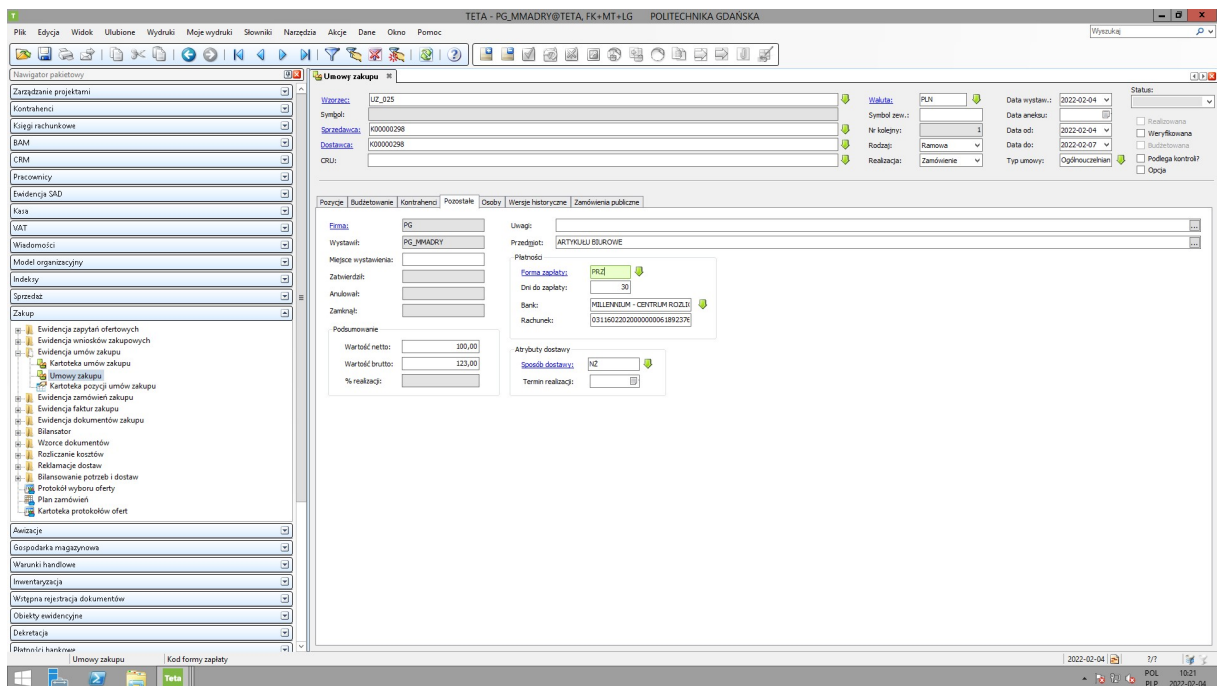 TETA - PG_MMADRY@TETA, FK+MT+LG POLITECHNIKA GDAŃSKA
Plik Edycja Widok Ulubione Wydruki Moje wydruki Słowniki Narzędzia Akcje Dane Okno Pomoc
Wyszukaj
Nawigator pakietowy
Umowy zakupu
Zarządzanie projektami
Kontrahenci
Księgi rachunkowe
BAM
CRM
Pracownicy
Ewidencja SAD
Kasa
VAT
Wiadomości
Model organizacyjny
Indeksy
Sprzedaż
Zakup
Ewidencja zapytań ofertowych
Ewidencja wniosków zakupowych
Ewidencja umów zakupu
Kartoteka umów zakupu
Umowy zakupu
Kartoteka pozycji umów zakupu
Ewidencja zamówień zakupu
Ewidencja faktur zakupu
Ewidencja dokumentów zakupu
Bilansator
Wzorce dokumentów
Rozliczanie kosztów
Reklamacje dostaw
Bilansowanie potrzeb i dostaw
Protokół wyboru oferty
Plan zamówień
Kartoteka protokołów ofert
Awizacje
Gospodarka magazynowa
Warunki handlowe
Inwentaryzacja
Wstępna rejestracja dokumentów
Obiekty ewidencyjne
Dekretacja
Płatności bankowe
Wzorzec: UZ_025 Waluta: PLN Data wystaw.: 2022-02-04 Status:
Symbol: Symbol zew.: Data aneksu: Realizowana
Sprzedawca: K00000298 Nr kolejny: 1 Data od: 2022-02-04 Weryfikowana
Dostawca: K00000298 Rodzaj: Ramowa Data do: 2022-02-07 Budżetowana
CRU: Realizacja: Zamówienie Typ umowy: Ogólnouczelnian Podlega kontroli?
Opcja
Pozycje Budżetowanie Kontrahenci Pozostałe Osoby Wersje historyczne Zamówienia publiczne
Firma: PG Uwagi:
Wystawił: PG_MMADRY Przedmiot: ARTYKUŁU BIUROWE
Miejsce wystawienia: Płatności
Zatwierdził: Forma zapłaty: PRZ
Anulował: Dni do zapłaty: 30
Zamknął: Bank: MILLENNIUM - CENTRUM ROZLI
Rachunek: 03116022020000000061892376
Podsumowanie
Wartość netto: 100,00 Atrybuty dostawy
Wartość brutto: 123,00 Sposób dostawy: NŻ
% realizacji: Termin realizacji:
Umowy zakupu Kod formy zapłaty 2022-02-04 ?/?
Teta POL 10:21
PLP 2022-02-04